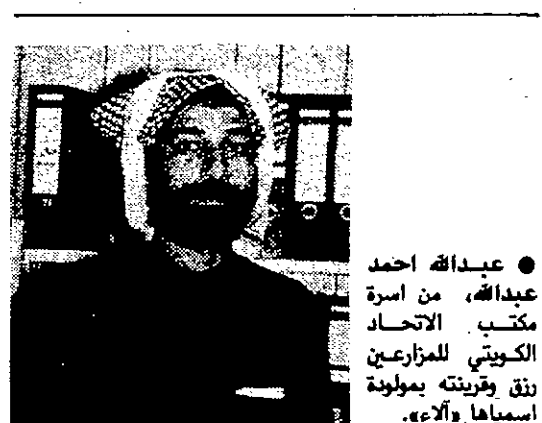 ● عبدالله احمد
عبدالله، من اسرة
مكتب الاتحاد
الكويتي للمزارعين
رزق وقرينته بمولودة
اسمياها «آلاء».